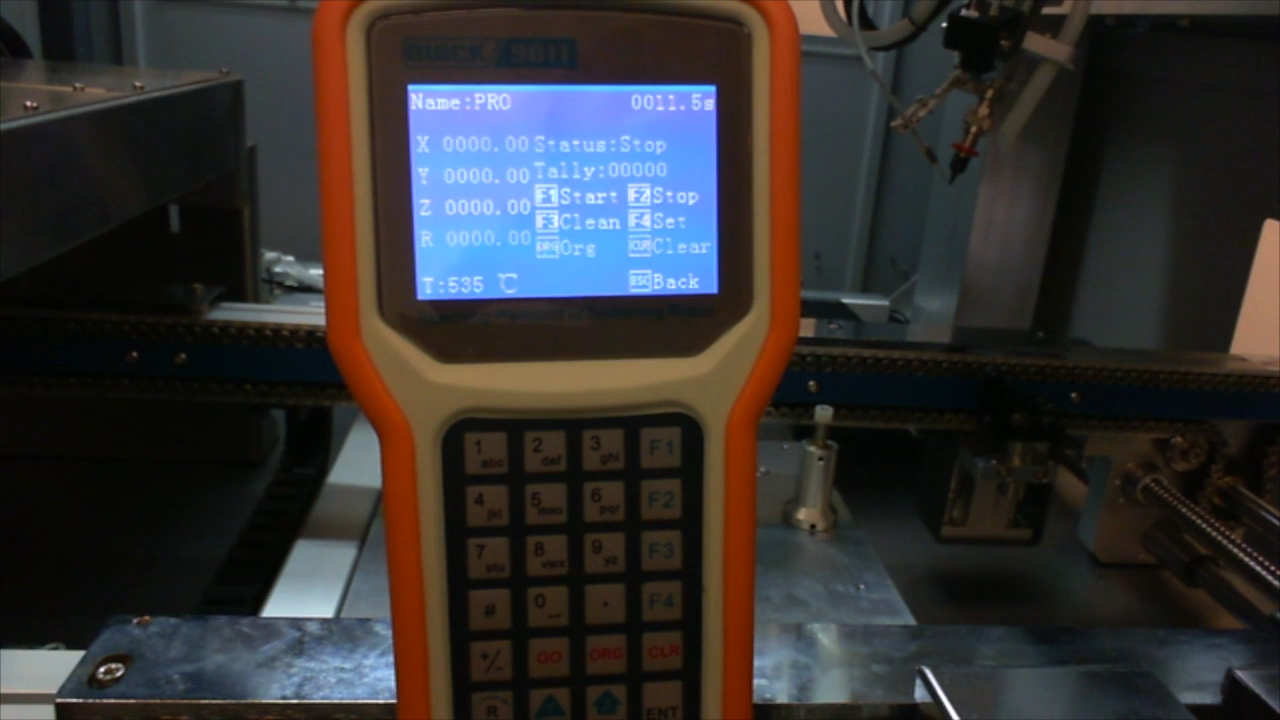 QUICK 9011
Name:PRO 0011.5s
X 0000.00 Status:Stop
Y 0000.00 Tally:00000
Z 0000.00 F1 Start F2 Stop
F3 Clean F4 Set
R 0000.00 ORG Org CLR Clear
T:535 ℃ ESC Back
1 abc 2 def 3 ghi F1
4 jkl 5 mno 6 pqr F2
7 stu 8 vwx 9 yz F3
# 0 _ . F4
+/- GO ORG CLR
R ENT